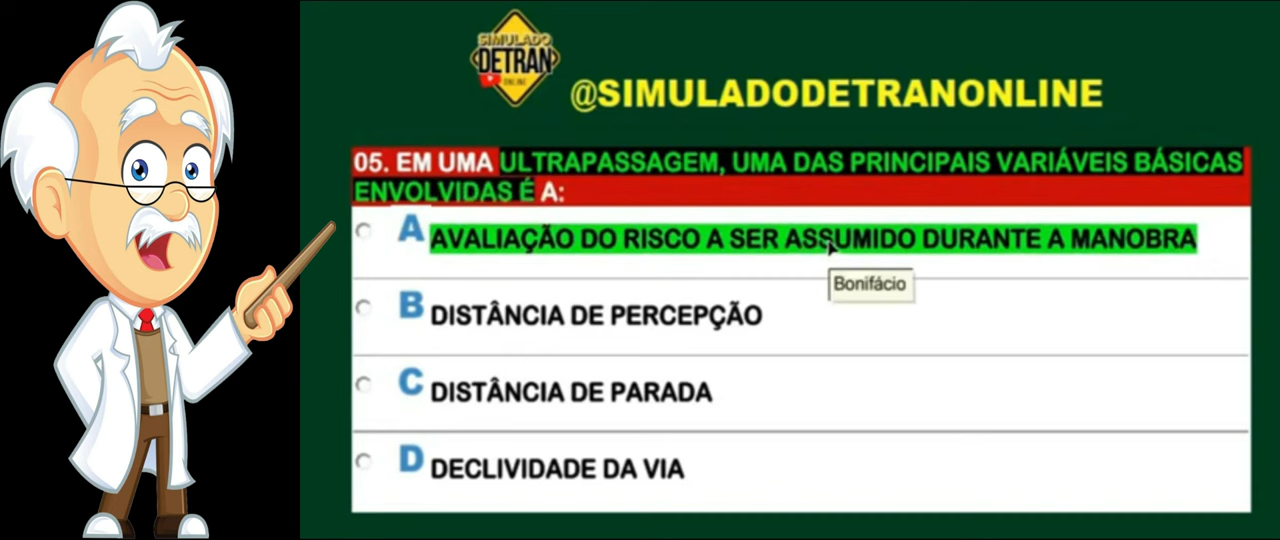 SIMULADO
DETRAN
ONLINE
@SIMULADODETRANONLINE
05. EM UMA ULTRAPASSAGEM, UMA DAS PRINCIPAIS VARIÁVEIS BÁSICAS
ENVOLVIDAS É A:
A AVALIAÇÃO DO RISCO A SER ASSUMIDO DURANTE A MANOBRA
Bonifácio
B DISTÂNCIA DE PERCEPÇÃO
C DISTÂNCIA DE PARADA
D DECLIVIDADE DA VIA